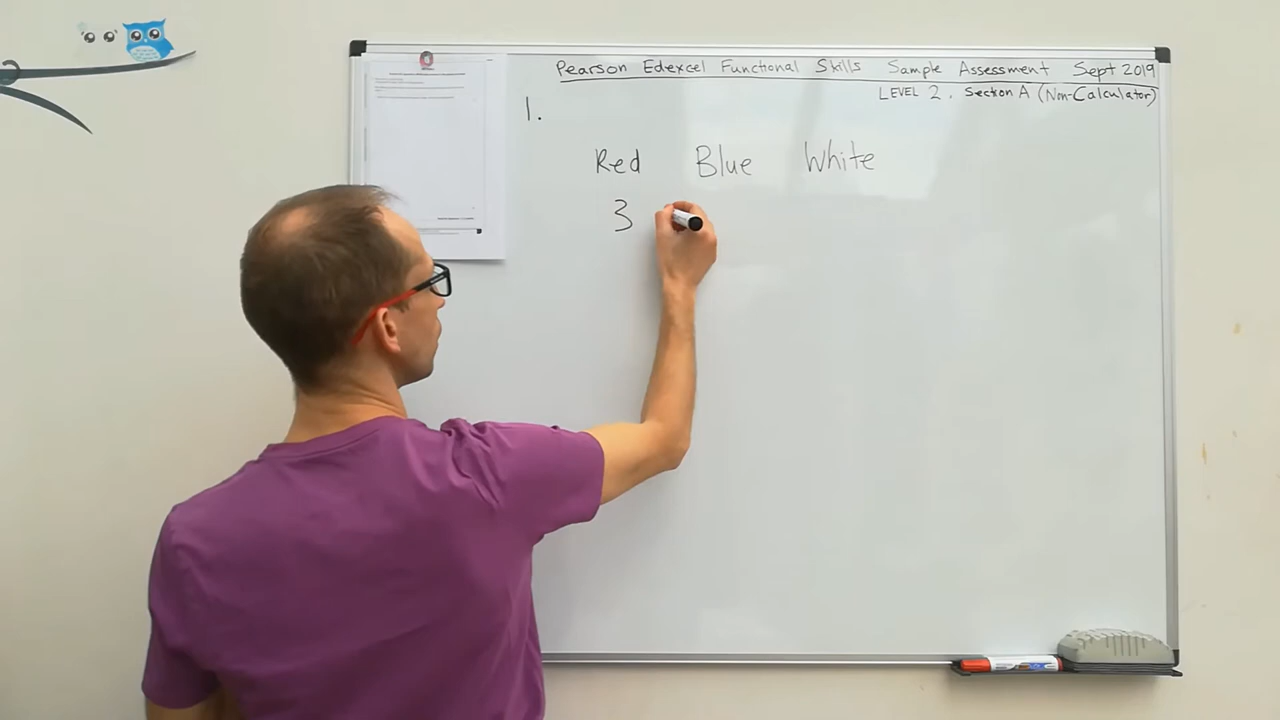 Pearson Edexcel Functional Skills Sample Assessment Sept 2019
LEVEL 2. Section A (Non-Calculator)
1.
Red Blue White
3